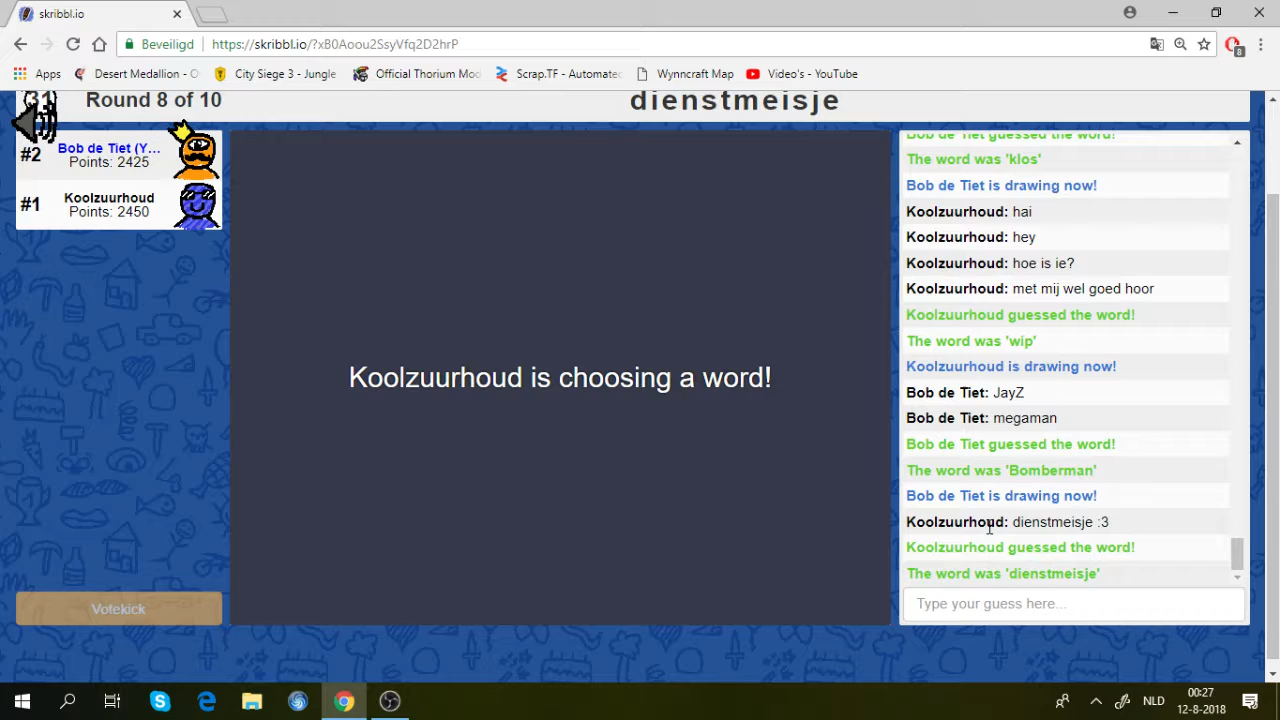 skribbl.io
Beveiligd
https://skribbl.io/?xB0Aoou2SsyVfq2D2hrP
8
Apps
Desert Medallion - O
City Siege 3 - Jungle
Official Thorium Mod
Scrap.TF - Automatec
Wynncraft Map
Video's - YouTube
31
Round 8 of 10
dienstmeisje
#2
Bob de Tiet (Y...
Points: 2425
#1
Koolzuurhoud
Points: 2450
Votekick
Koolzuurhoud is choosing a word!
Bob de Tiet guessed the word!
The word was 'klos'
Bob de Tiet is drawing now!
Koolzuurhoud: hai
Koolzuurhoud: hey
Koolzuurhoud: hoe is ie?
Koolzuurhoud: met mij wel goed hoor
Koolzuurhoud guessed the word!
The word was 'wip'
Koolzuurhoud is drawing now!
Bob de Tiet: JayZ
Bob de Tiet: megaman
Bob de Tiet guessed the word!
The word was 'Bomberman'
Bob de Tiet is drawing now!
Koolzuurhoud: dienstmeisje :3
Koolzuurhoud guessed the word!
The word was 'dienstmeisje'
Type your guess here...
NLD
00:27
12-8-2018